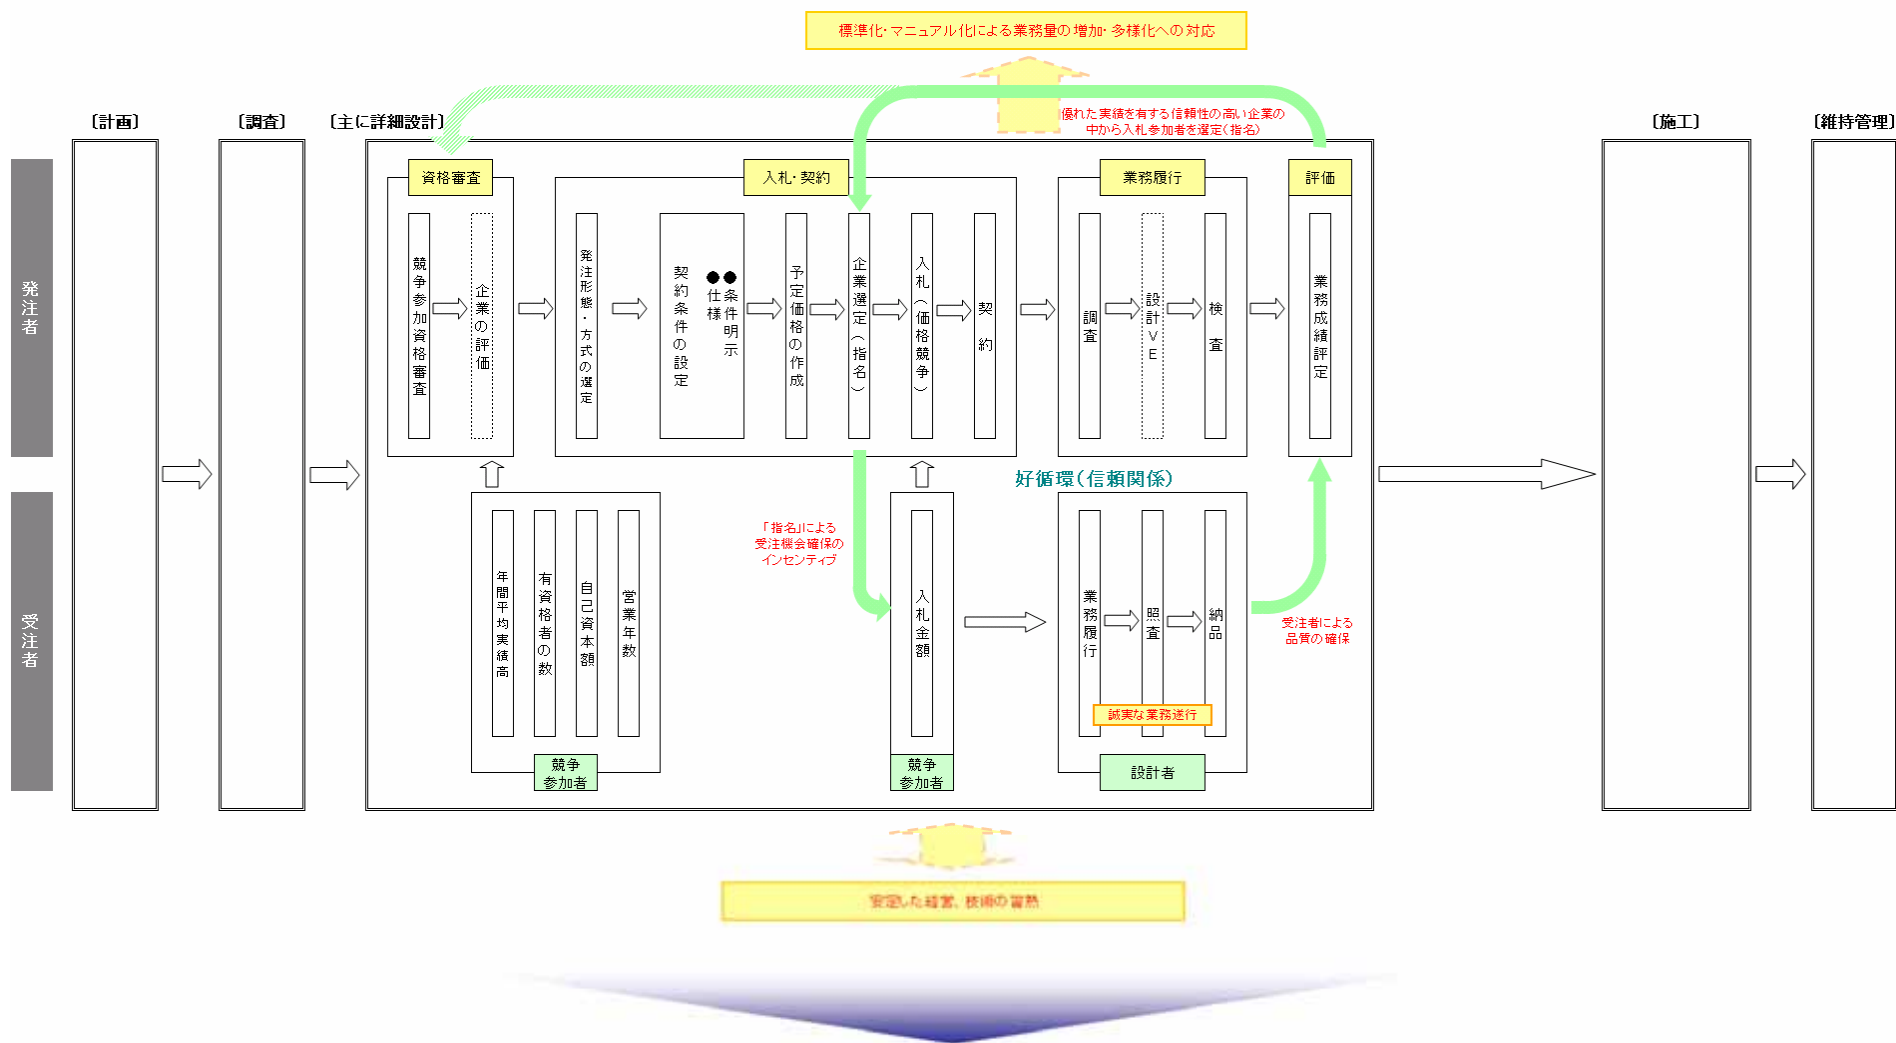 標準化・マニュアル化による業務量の増加・多様化への対応
優れた実績を有する信頼性の高い企業の
中から入札参加者を選定（指名）
〔計画〕
〔調査〕
〔主に詳細設計〕
〔施工〕
〔維持管理〕
発注者
資格審査
競争参加資格審査
企業の評価
入札・契約
発注形態・方式の選定
契約条件の設定
●仕様
●条件明示
予定価格の作成
企業選定（指名）
入札（価格競争）
契約
業務履行
調査
設計VE
検査
評価
業務成績評定
好循環（信頼関係）
受注者
年間平均実績高
有資格者の数
自己資本額
営業年数
競争
参加者
「指名」による
受注機会確保の
インセンティブ
入札金額
競争
参加者
業務履行
照査
納品
誠実な業務遂行
設計者
受注者による
品質の確保
安定した経営、技術の習熟